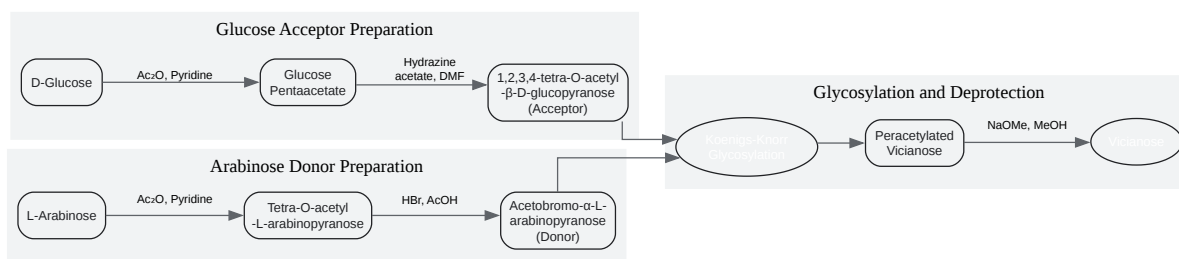 Glucose Acceptor Preparation
D-Glucose
Ac₂O, Pyridine
Glucose
Pentaacetate
Hydrazine
acetate, DMF
1,2,3,4-tetra-O-acetyl
-β-D-glucopyranose
(Acceptor)
Arabinose Donor Preparation
L-Arabinose
Ac₂O, Pyridine
Tetra-O-acetyl
-L-arabinopyranose
HBr, AcOH
Acetobromo-α-L-
arabinopyranose
(Donor)
Glycosylation and Deprotection
Koenigs-Knorr
Glycosylation
Peracetylated
Vicianose
NaOMe, MeOH
Vicianose